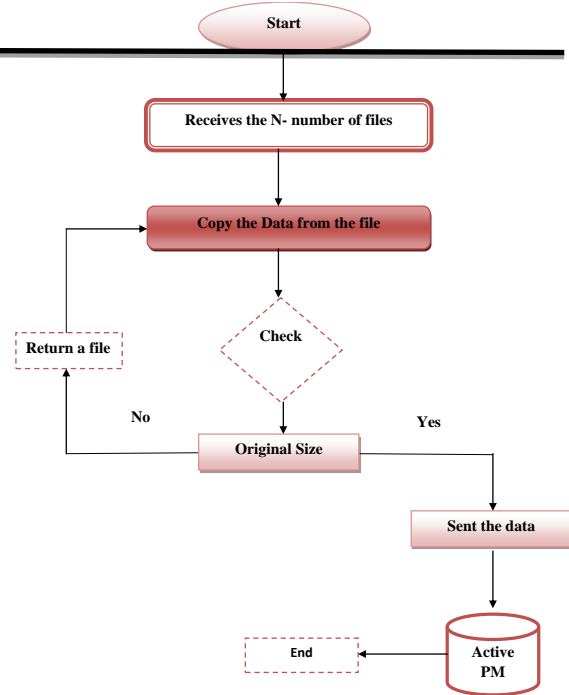 Start
Receives the N- number of files
Copy the Data from the file
Check
Return a file
No
Yes
Original Size
Sent the data
Active
PM
End